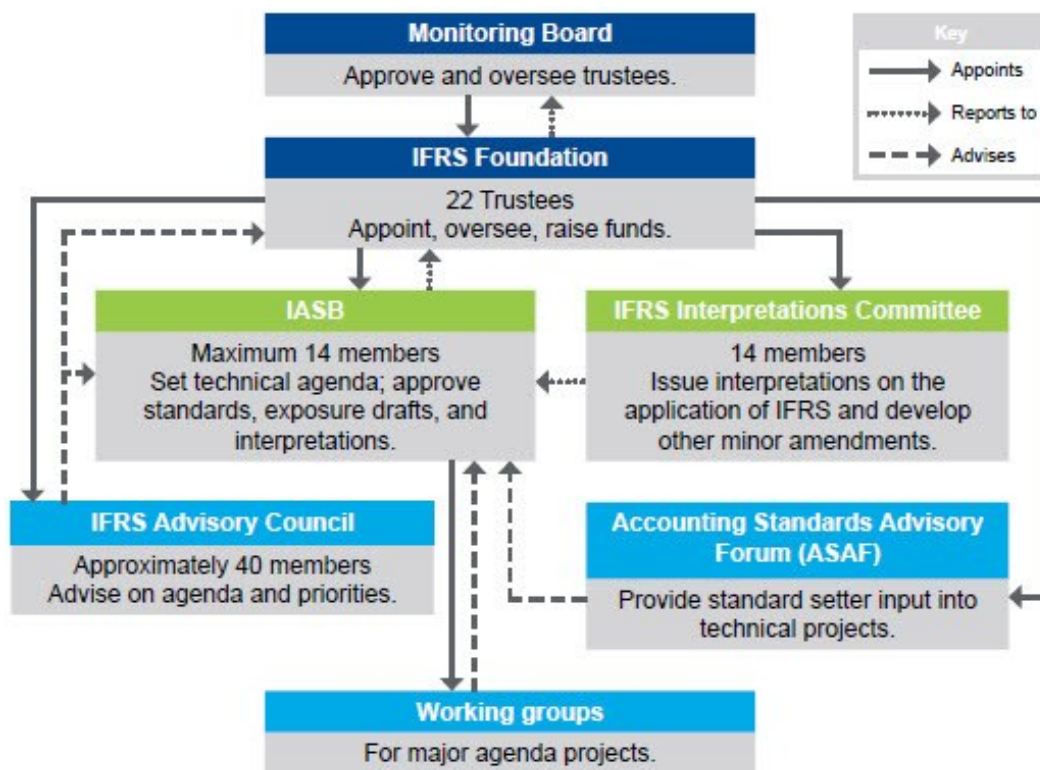 Monitoring Board
Approve and oversee trustees.
Key
Appoints
Reports to
Advises
IFRS Foundation
22 Trustees
Appoint, oversee, raise funds.
IASB
Maximum 14 members
Set technical agenda; approve
standards, exposure drafts, and
interpretations.
IFRS Interpretations Committee
14 members
Issue interpretations on the
application of IFRS and develop
other minor amendments.
IFRS Advisory Council
Approximately 40 members
Advise on agenda and priorities.
Accounting Standards Advisory
Forum (ASAF)
Provide standard setter input into
technical projects.
Working groups
For major agenda projects.